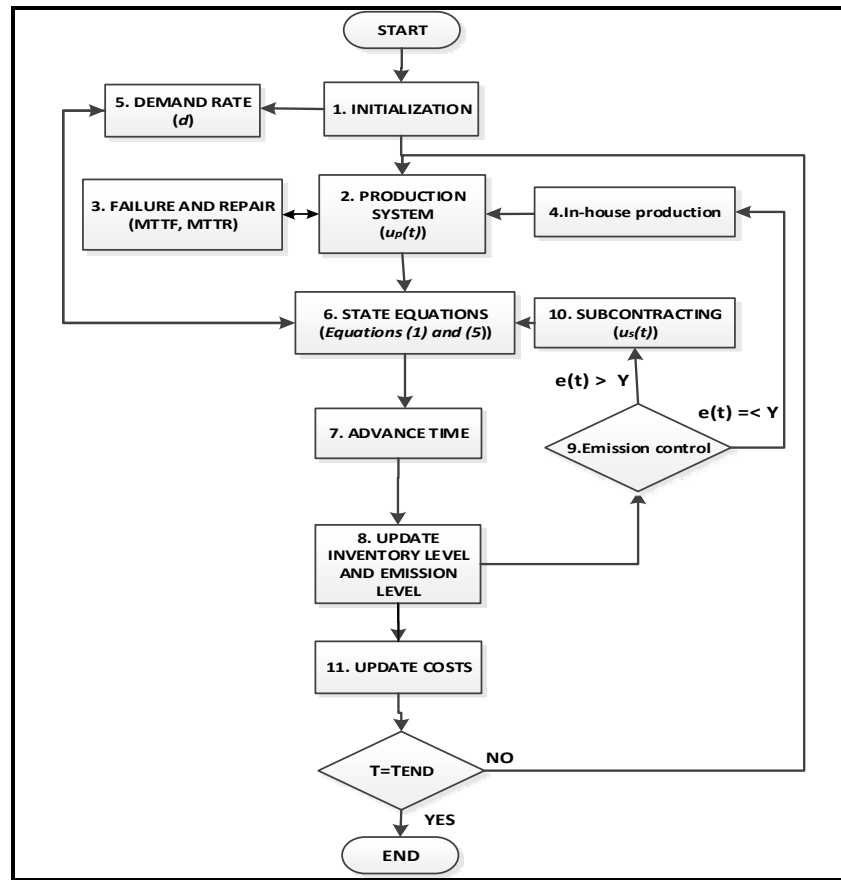 START
5. DEMAND RATE
(d)
1. INITIALIZATION
3. FAILURE AND REPAIR
(MTTF, MTTR)
2. PRODUCTION
SYSTEM
(up(t))
4.In-house production
6. STATE EQUATIONS
(Equations (1) and (5))
10. SUBCONTRACTING
(us(t))
e(t) > Y
e(t) =< Y
7. ADVANCE TIME
9.Emission control
8. UPDATE
INVENTORY LEVEL
AND EMISSION
LEVEL
11. UPDATE COSTS
T=TEND
NO
YES
END